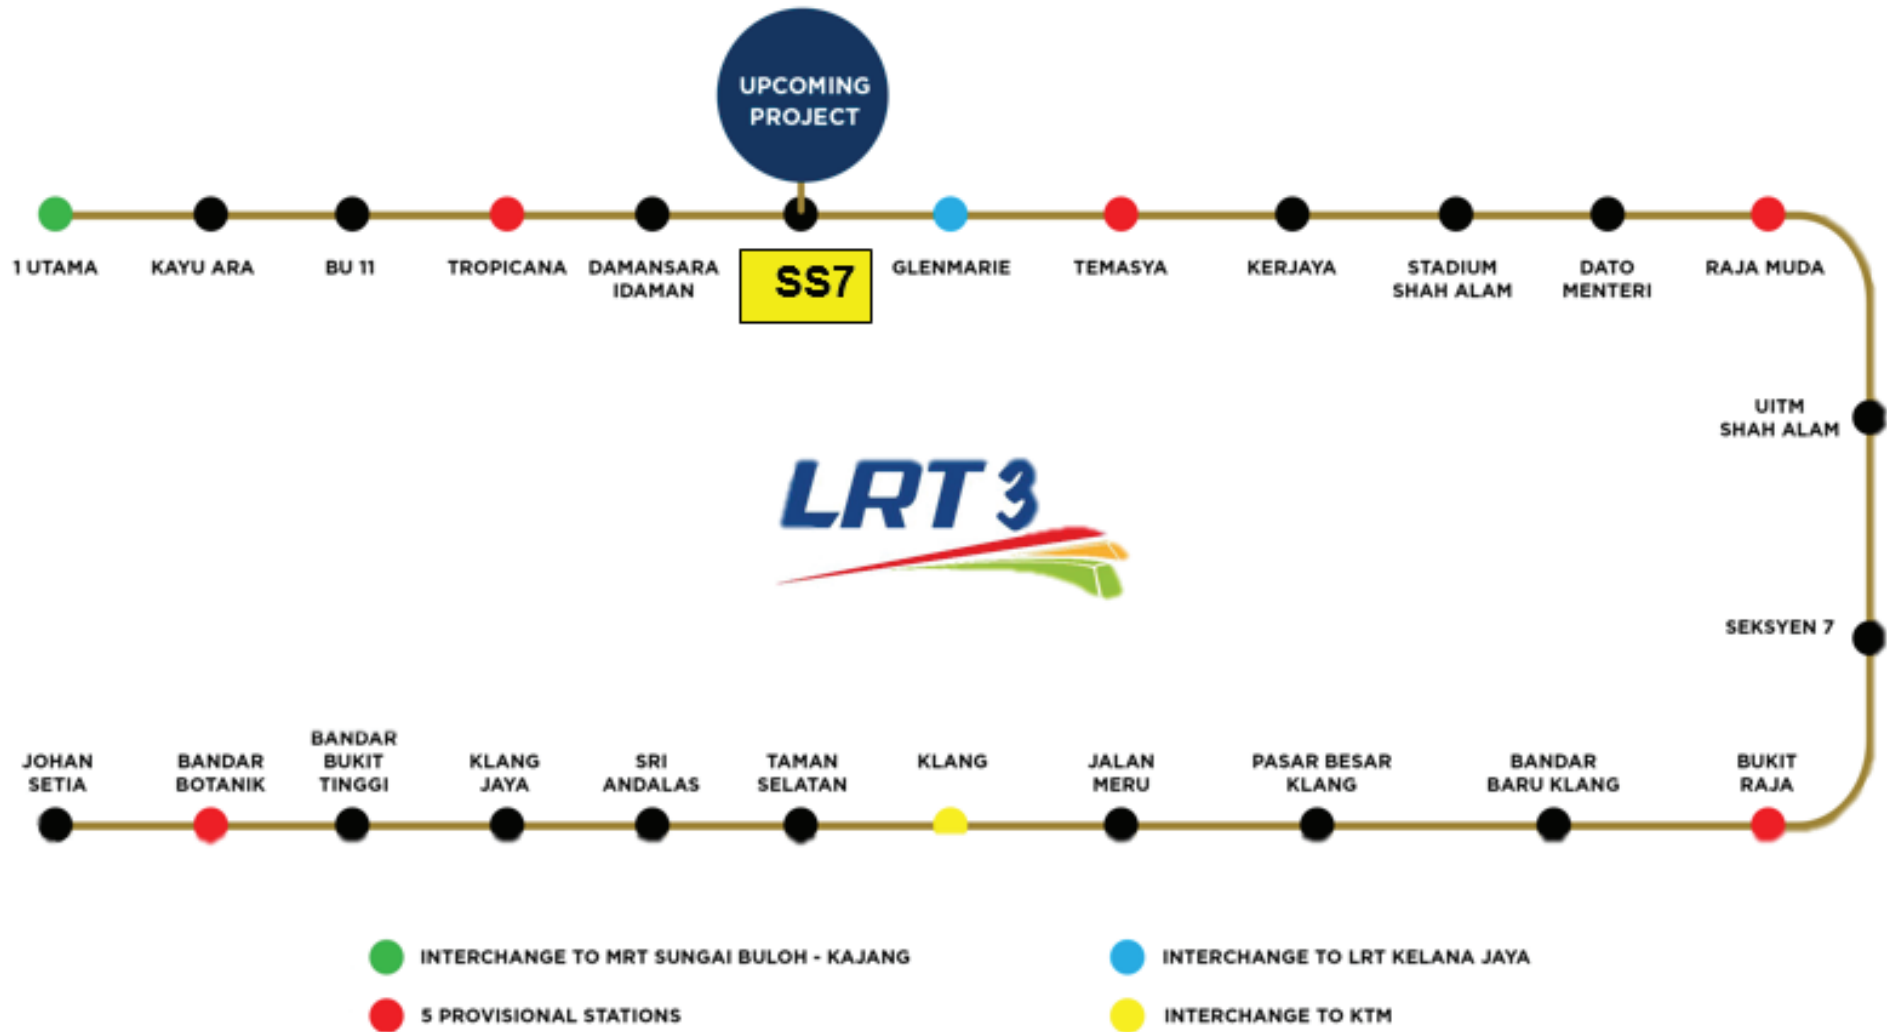 UPCOMING
PROJECT
1 UTAMA
KAYU ARA
BU 11
TROPICANA
DAMANSARA
IDAMAN
SS7
GLENMARIE
TEMASYA
KERJAYA
STADIUM
SHAH ALAM
DATO
MENTERI
RAJA MUDA
UITM
SHAH ALAM
LRT 3
SEKSYEN 7
JOHAN
SETIA
BANDAR
BOTANIK
BANDAR
BUKIT
TINGGI
KLANG
JAYA
SRI
ANDALAS
TAMAN
SELATAN
KLANG
JALAN
MERU
PASAR BESAR
KLANG
BANDAR
BARU KLANG
BUKIT
RAJA
INTERCHANGE TO MRT SUNGAI BULOH - KAJANG
INTERCHANGE TO LRT KELANA JAYA
5 PROVISIONAL STATIONS
INTERCHANGE TO KTM